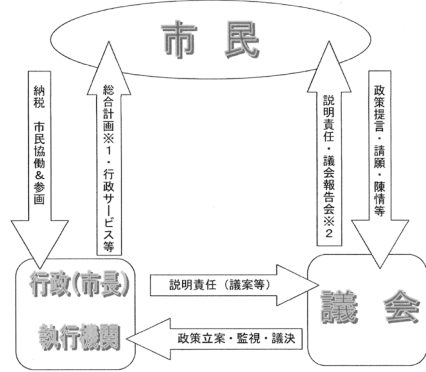 市 民
納税 市民協働&参画
総合計画※1・行政サービス等
説明責任・議会報告会※2
政策提言・請願・陳情等
行政(市長)
執行機関
説明責任(議案等)
政策立案・監視・議決
議 会